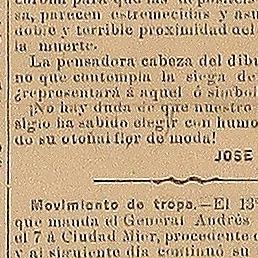 sa, parecen estremecidas y asu
doble y terrible proximidad del
la muerte.
La pensadora cabeza del dibu
no que contempla la siega de
¿representará á aquel ó símbol
¡No hay duda de que nuestro
algio ha sabido elegir con humo
do su otoñal flor de moda!
JOSE
Movimiento de tropa.—El 13º
que manda el General Andrés
el 7 á Ciudad Mier, procedente d
y al siguiente día continuó su